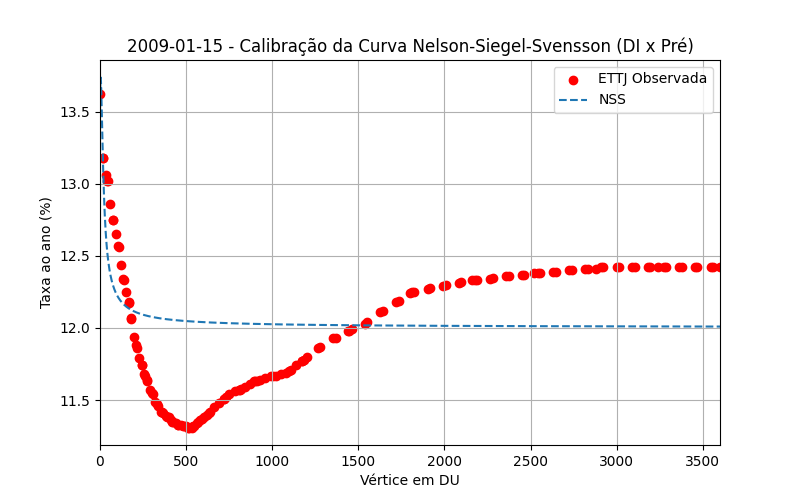 2009-01-15 - Calibração da Curva Nelson-Siegel-Svensson (DI x Pré)
ETTJ Observada
NSS
Taxa ao ano (%)
13.5
13.0
12.5
12.0
11.5
0 500 1000 1500 2000 2500 3000 3500
Vértice em DU